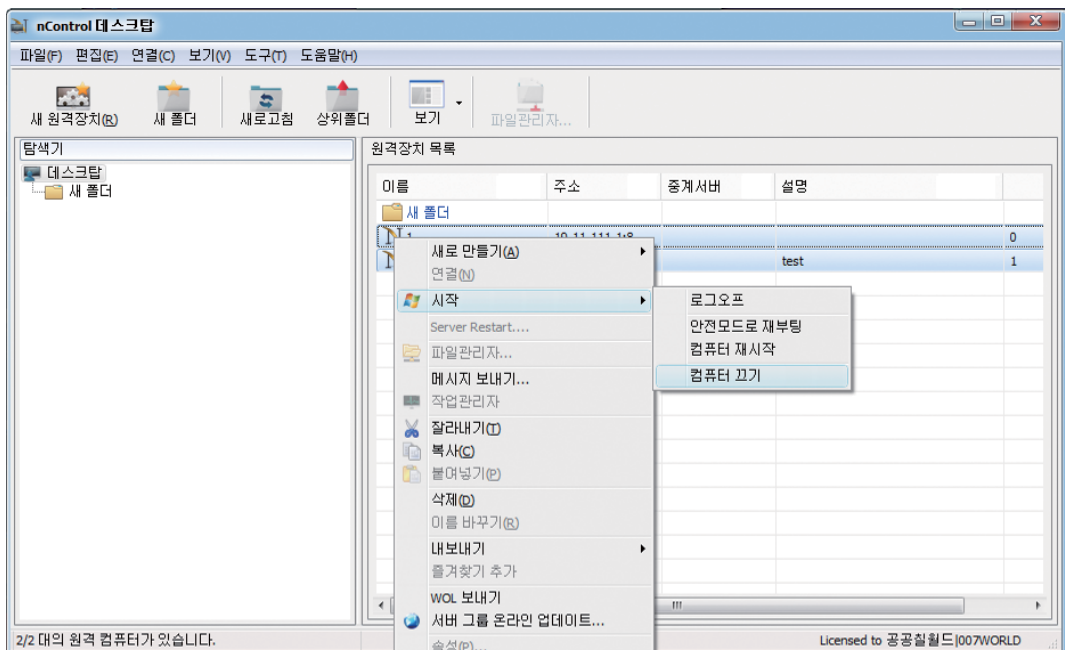 nControl 데스크탑
파일(F) 편집(E) 연결(C) 보기(V) 도구(T) 도움말(H)
새 원격장치(R) 새 폴더 새로고침 상위폴더 보기 파일관리자...
탐색기
데스크탑
새 폴더
원격장치 목록
이름 주소 중계서버 설명
새 폴더
0
test 1
새로 만들기(A)
연결(N)
시작
Server Restart....
파일관리자...
메시지 보내기...
작업관리자
잘라내기(T)
복사(C)
붙여넣기(P)
삭제(D)
이름 바꾸기(R)
내보내기
즐겨찾기 추가
WOL 보내기
서버 그룹 온라인 업데이트...
속성(P)...
로그오프
안전모드로 재부팅
컴퓨터 재시작
컴퓨터 끄기
2/2 대의 원격 컴퓨터가 있습니다.
Licensed to 공공칠월드|007WORLD